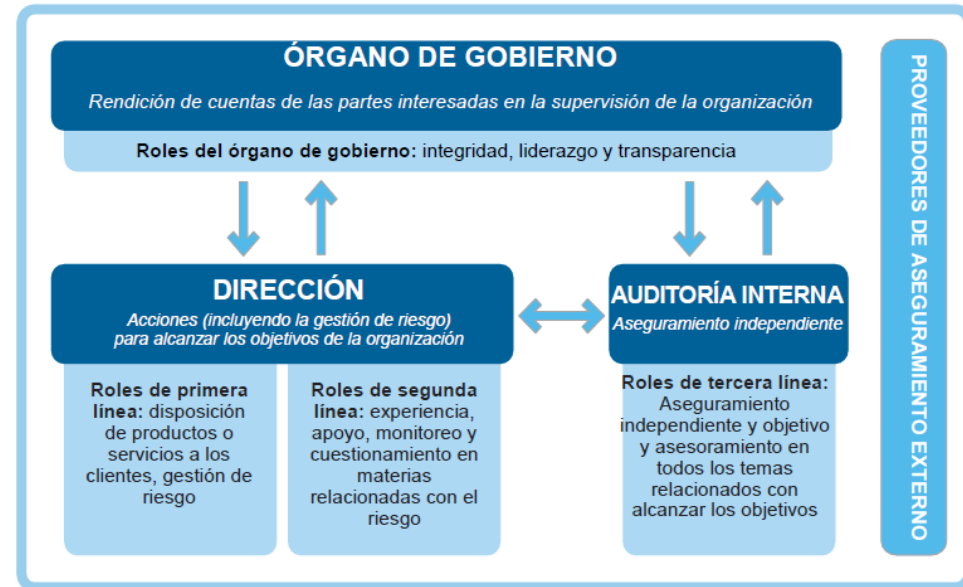 ÓRGANO DE GOBIERNO
Rendición de cuentas de las partes interesadas en la supervisión de la organización
Roles del órgano de gobierno: integridad, liderazgo y transparencia
DIRECCIÓN
Acciones (incluyendo la gestión de riesgo)
para alcanzar los objetivos de la organización
Roles de primera
línea: disposición
de productos o
servicios a los
clientes, gestión de
riesgo
Roles de segunda
línea: experiencia,
apoyo, monitoreo y
cuestionamiento en
materias
relacionadas con el
riesgo
AUDITORÍA INTERNA
Aseguramiento independiente
Roles de tercera línea:
Aseguramiento
independiente y objetivo
y asesoramiento en
todos los temas
relacionados con
alcanzar los objetivos
PROVEEDORES DE ASEGURAMIENTO EXTERNO